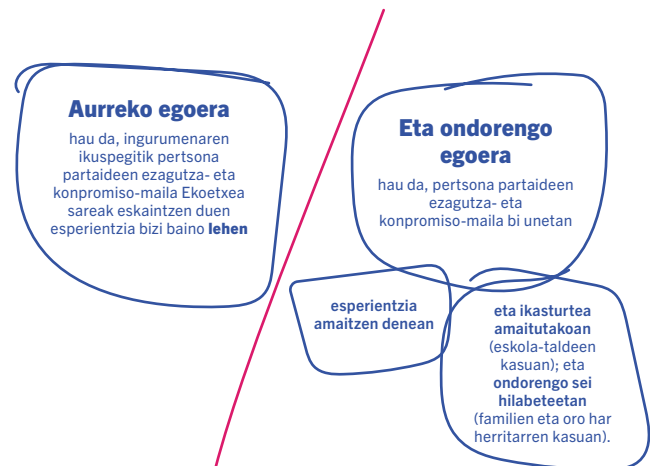 Aurreko egoera
hau da, ingurumenaren
ikuspegitik pertsona
partaideen ezagutza- eta
konpromiso-maila Ekoetxea
sareak eskaintzen duen
esperientzia bizi baino lehen
Eta ondorengo
egoera
hau da, pertsona partaideen
ezagutza- eta
konpromiso-maila bi unetan
esperientzia
amaitzen denean
eta ikasturtea
amaitutakoan
(eskola-taldeen
kasuan); eta
ondorengo sei
hilabeteetan
(familien eta oro har
herritarren kasuan).